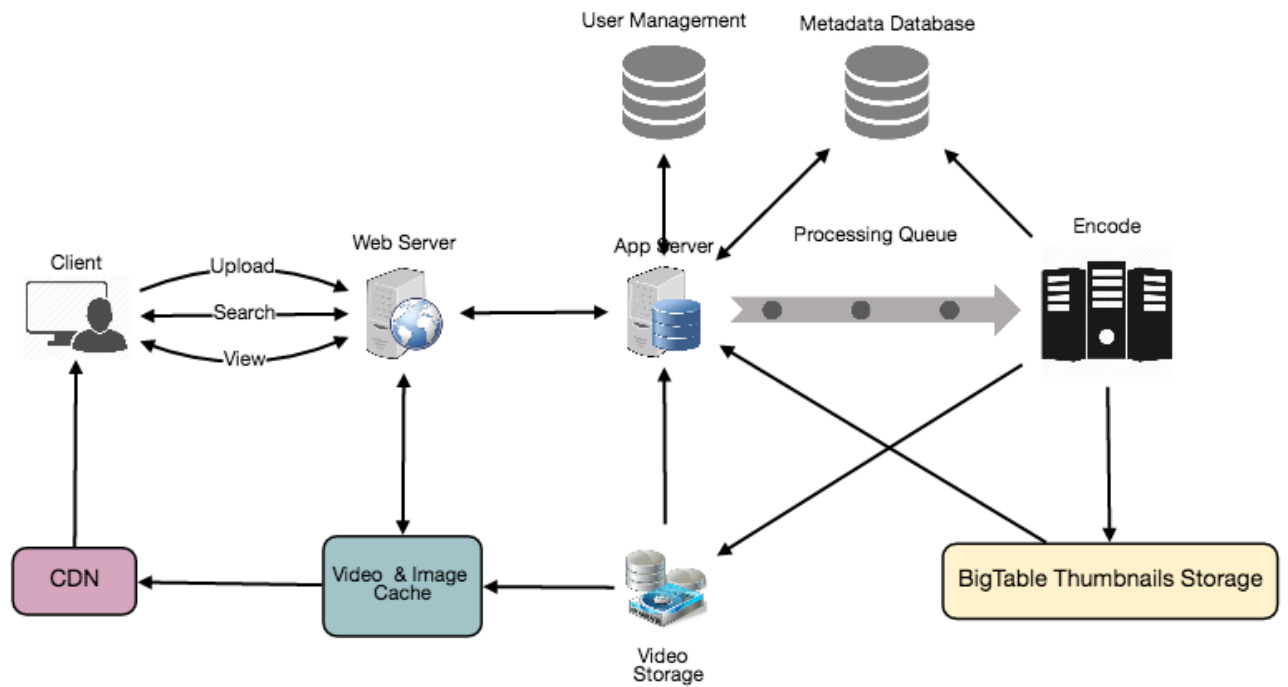 User Management
Metadata Database
Web Server
App Server
Processing Queue
Encode
Client
Upload
Search
View
CDN
Video & Image
Cache
BigTable Thumbnails Storage
Video
Storage